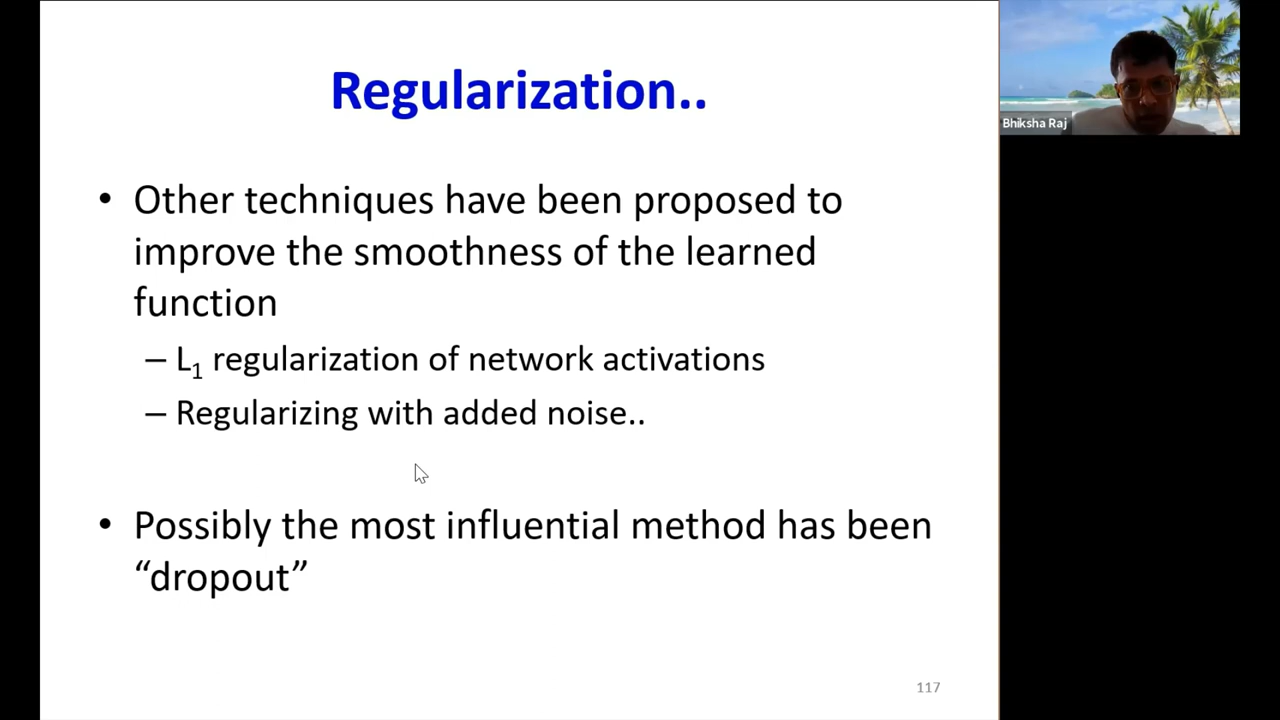 Regularization..
Bhiksha Raj
• Other techniques have been proposed to
improve the smoothness of the learned
function
– L₁ regularization of network activations
– Regularizing with added noise..
• Possibly the most influential method has been
“dropout”
117